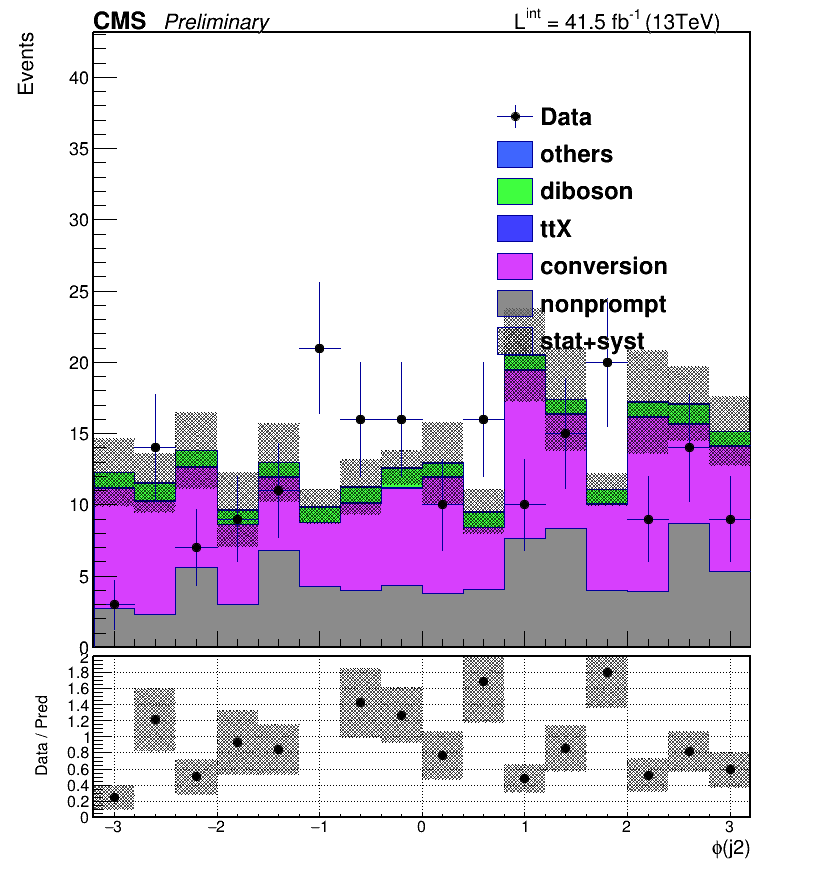 CMS Preliminary L^int = 41.5 fb^-1 (13TeV)
Events
40
35
30
25
20
15
10
5
0
Data
others
diboson
ttX
conversion
nonprompt
stat+syst
Data / Pred
2
1.8
1.6
1.4
1.2
1
0.8
0.6
0.4
0.2
0
−3 −2 −1 0 1 2 3
ϕ(j2)